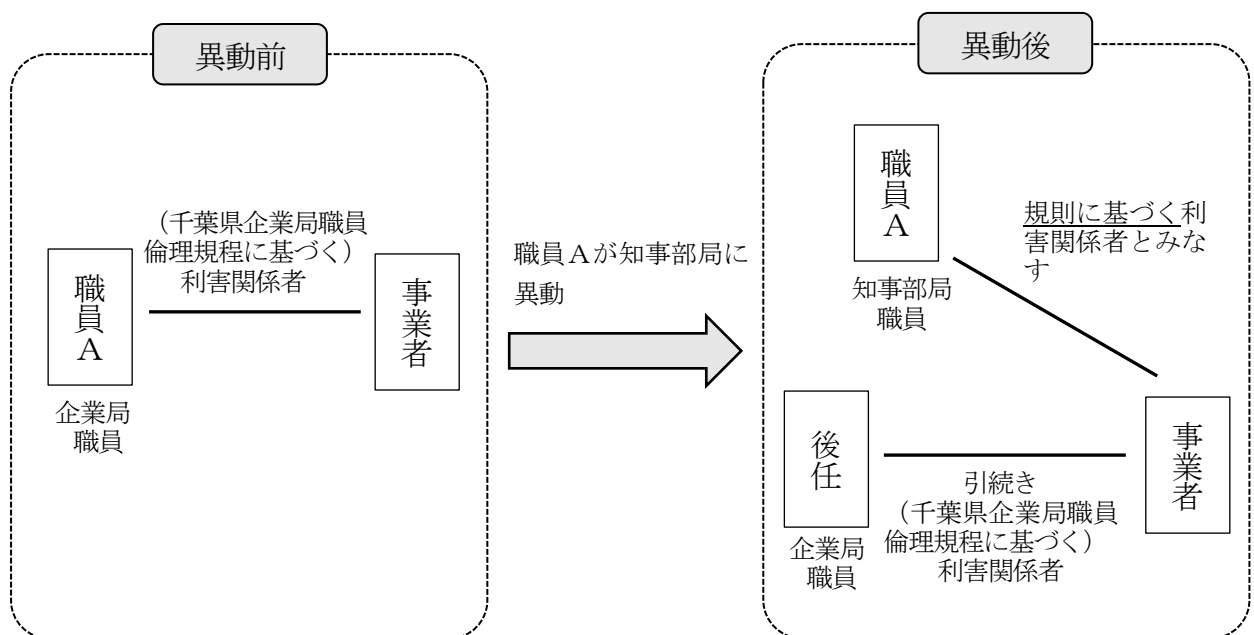 異動前
（千葉県企業局職員
倫理規程に基づく）
利害関係者
職員A
事業者
企業局
職員
職員Aが知事部局に
異動
異動後
職員A
知事部局
職員
規則に基づく利
害関係者とみな
す
後任
企業局
職員
引続き
（千葉県企業局職員
倫理規程に基づく）
利害関係者
事業者